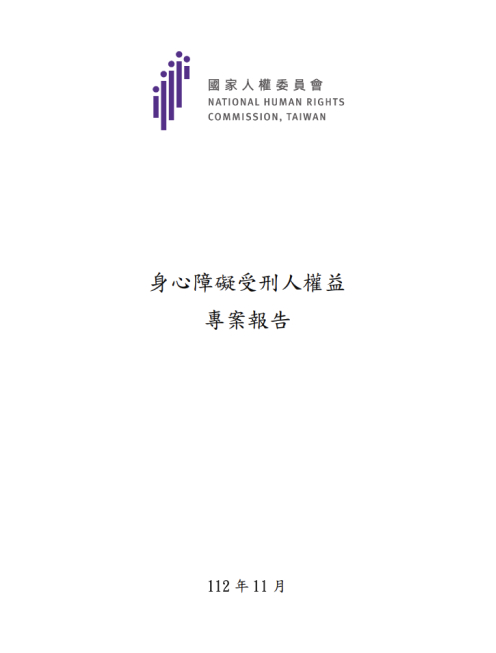 國家人權委員會
NATIONAL HUMAN RIGHTS
COMMISSION, TAIWAN
身心障礙受刑人權益
專案報告
112 年 11 月